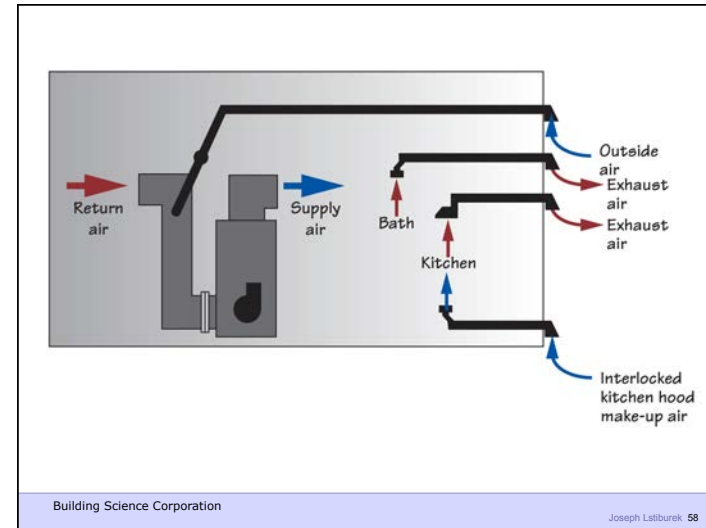 Outside
air
Exhaust
air
Return
air
Supply
air
Bath
Exhaust
air
Kitchen
Interlocked
kitchen hood
make-up air
Building Science Corporation
Joseph Lstiburek 58